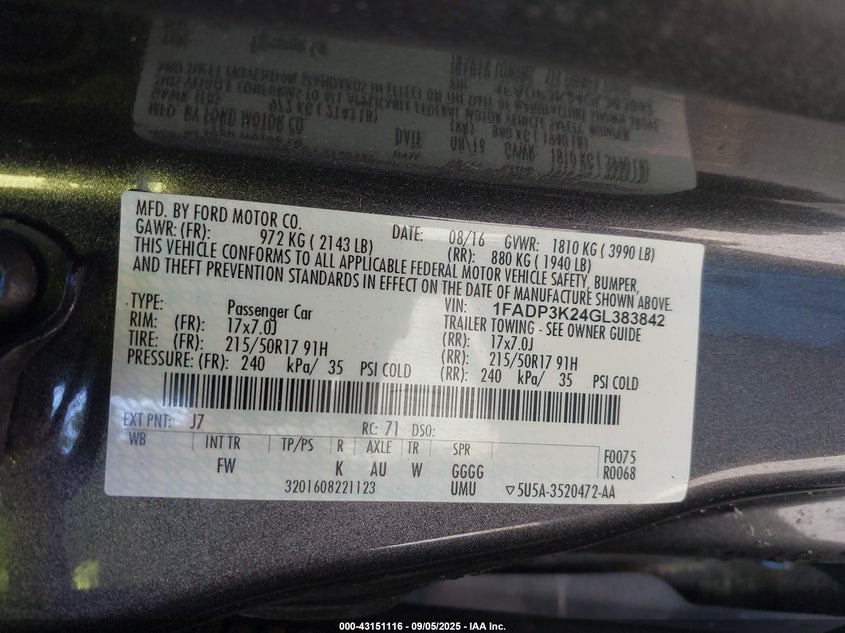 MFD. BY FORD MOTOR CO.
DATE: 08/16 GVWR: 1810 KG ( 3990 LB)
GAWR: (FR): 972 KG ( 2143 LB) (RR): 880 KG ( 1940 LB)
THIS VEHICLE CONFORMS TO ALL APPLICABLE FEDERAL MOTOR VEHICLE SAFETY, BUMPER,
AND THEFT PREVENTION STANDARDS IN EFFECT ON THE DATE OF MANUFACTURE SHOWN ABOVE.
TYPE: Passenger Car VIN: 1FADP3K24GL383842
TRAILER TOWING - SEE OWNER GUIDE
RIM: (FR): 17x7.0J (RR): 17x7.0J
TIRE: (FR): 215/50R17 91H (RR): 215/50R17 91H
PRESSURE: (FR): 240 kPa/ 35 PSI COLD (RR): 240 kPa/ 35 PSI COLD
EXT PNT: J7 RC: 71 DSO:
WB INT TR TP/PS R AXLE TR SPR F0075
FW K AU W GGGG R0068
3201608221123 UMU ▽5U5A-3520472-AA
000-43151116 - 09/05/2025 - IAA Inc.